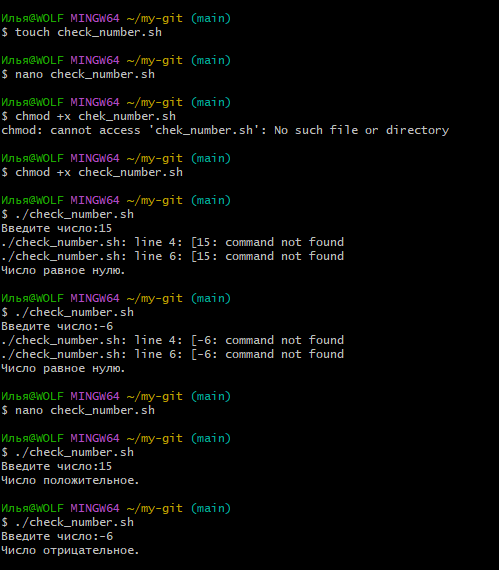 Илья@WOLF MINGW64 ~/my-git (main)
$ touch check_number.sh
Илья@WOLF MINGW64 ~/my-git (main)
$ nano check_number.sh
Илья@WOLF MINGW64 ~/my-git (main)
$ chmod +x chek_number.sh
chmod: cannot access 'chek_number.sh': No such file or directory
Илья@WOLF MINGW64 ~/my-git (main)
$ chmod +x check_number.sh
Илья@WOLF MINGW64 ~/my-git (main)
$ ./check_number.sh
Введите число:15
./check_number.sh: line 4: [15: command not found
./check_number.sh: line 6: [15: command not found
Число равное нулю.
Илья@WOLF MINGW64 ~/my-git (main)
$ ./check_number.sh
Введите число:-6
./check_number.sh: line 4: [-6: command not found
./check_number.sh: line 6: [-6: command not found
Число равное нулю.
Илья@WOLF MINGW64 ~/my-git (main)
$ nano check_number.sh
Илья@WOLF MINGW64 ~/my-git (main)
$ ./check_number.sh
Введите число:15
Число положительное.
Илья@WOLF MINGW64 ~/my-git (main)
$ ./check_number.sh
Введите число:-6
Число отрицательное.